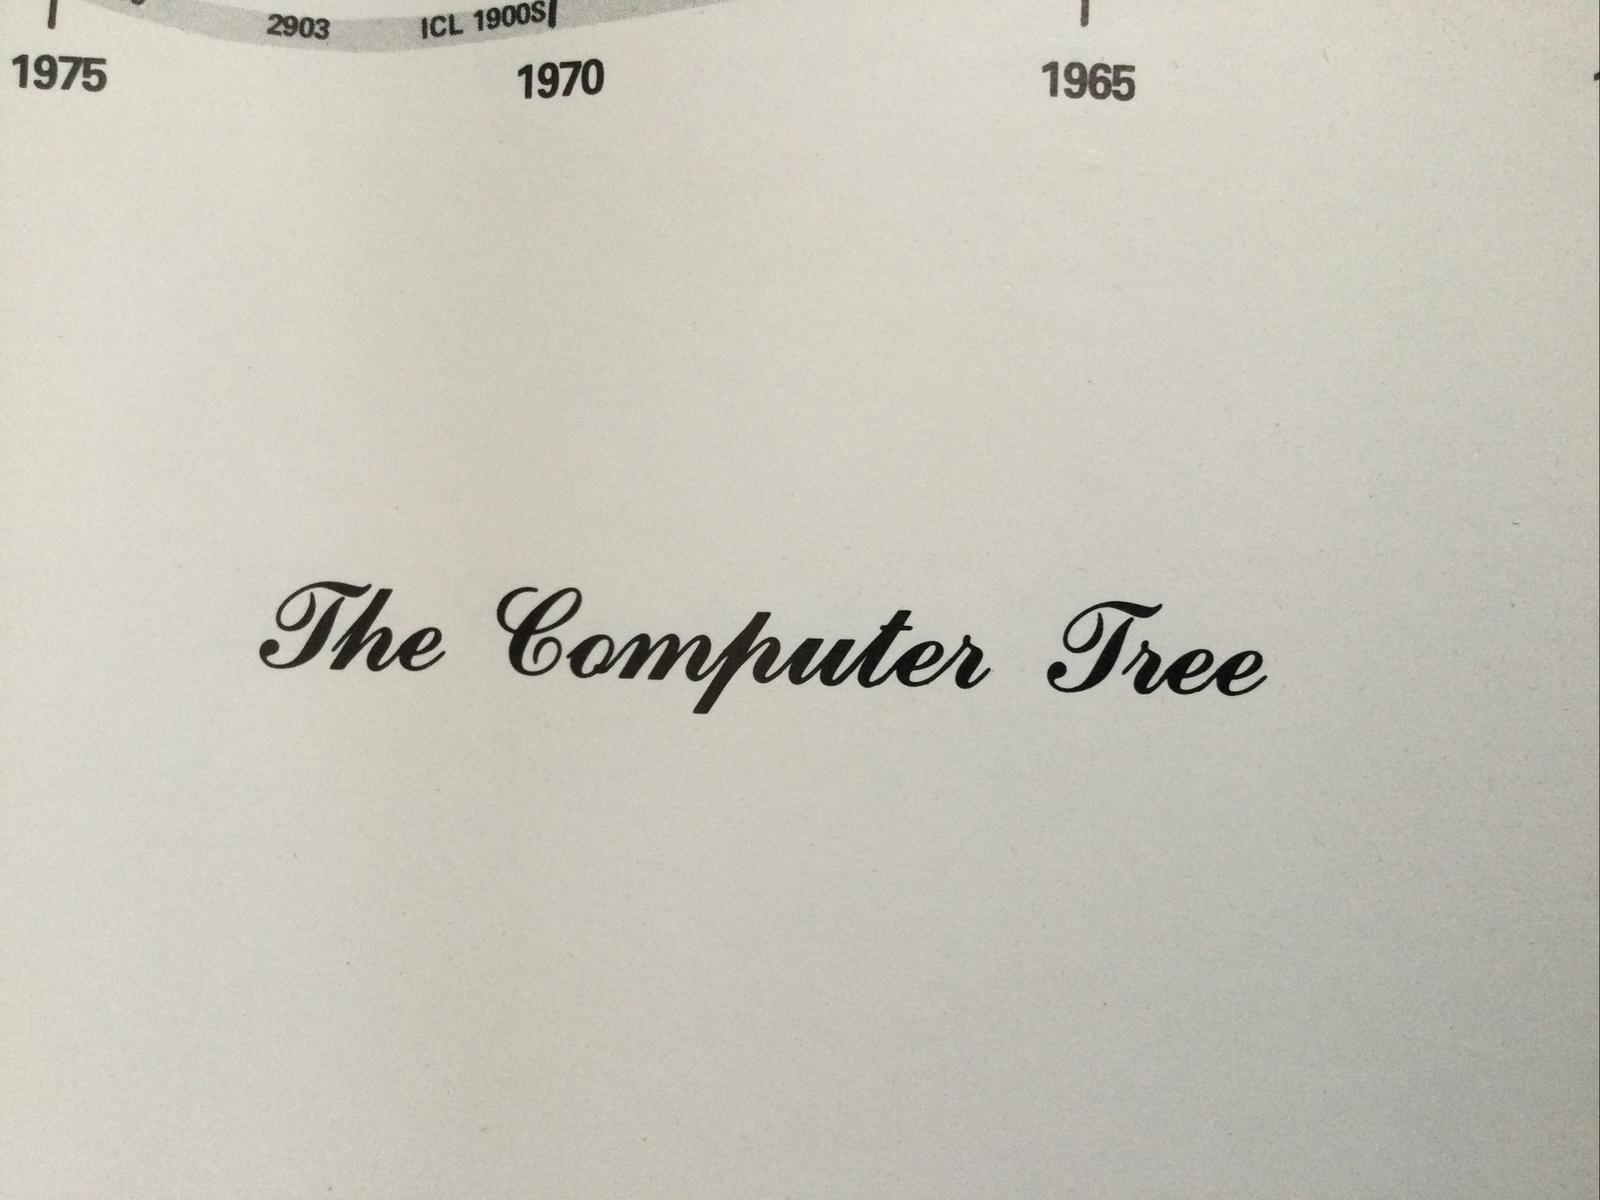 2903 ICL 1900S
1975 1970 1965
The Computer Tree